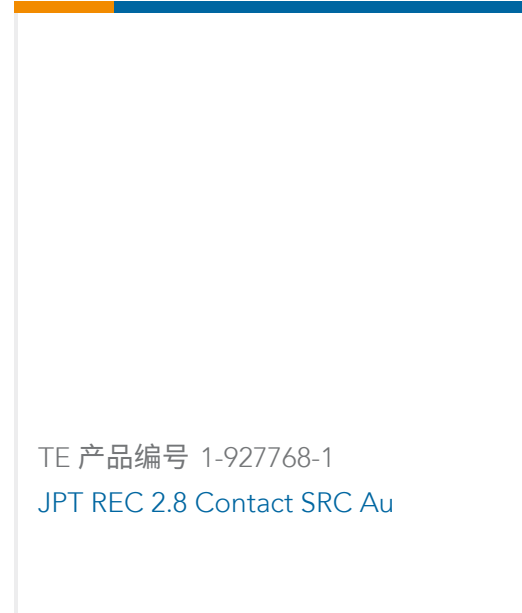 TE 产品编号 1-927768-1
JPT REC 2.8 Contact SRC Au